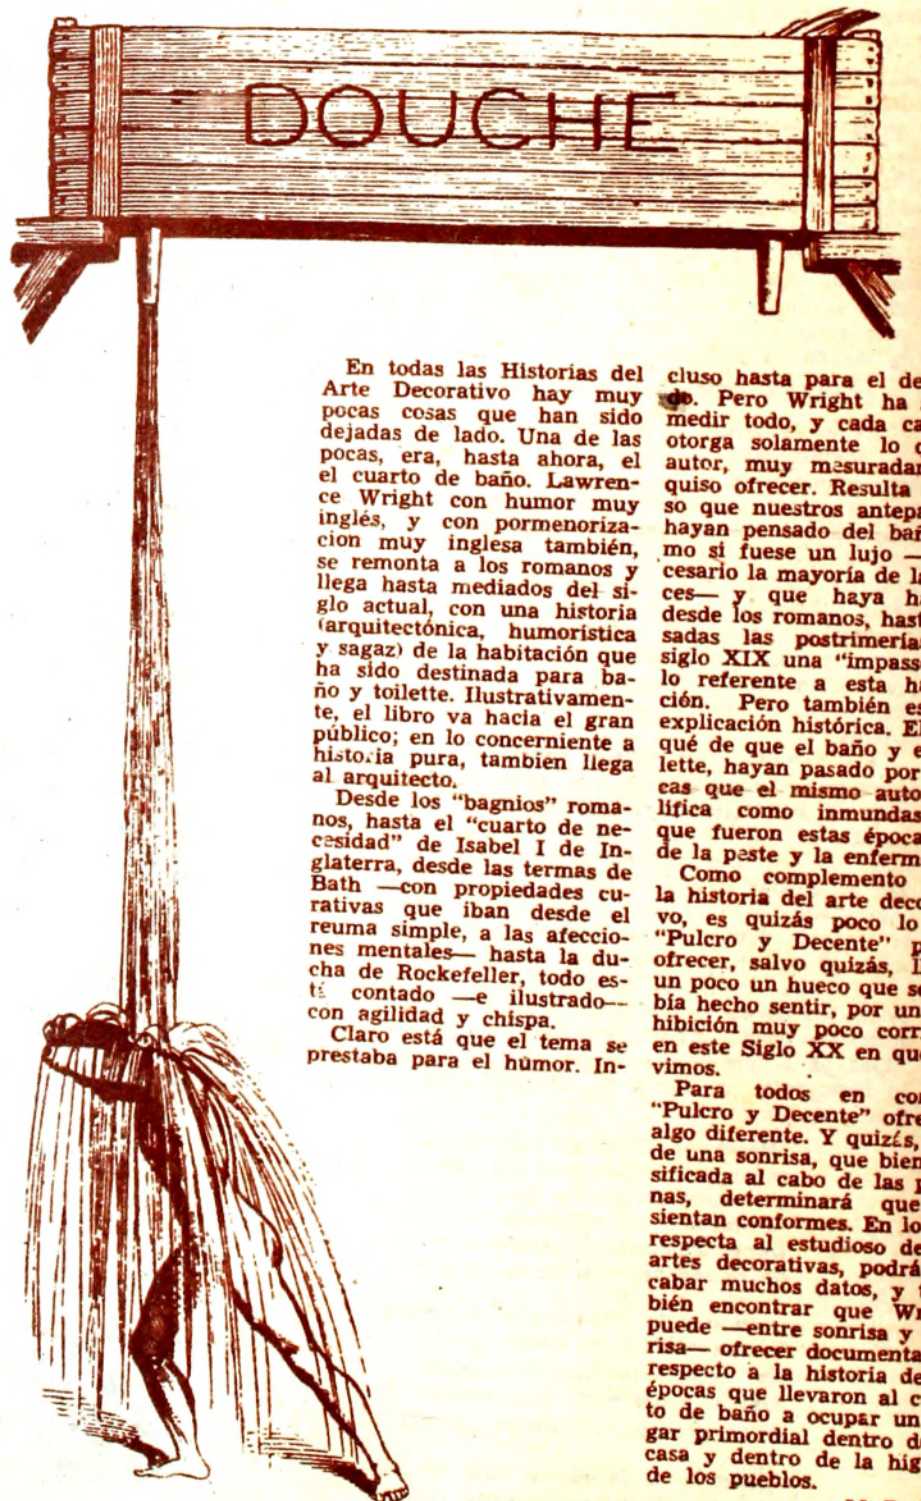 DOUCHE
En todas las Historias del
Arte Decorativo hay muy
pocas cosas que han sido
dejadas de lado. Una de las
pocas, era, hasta ahora, el
el cuarto de baño. Lawren-
ce Wright con humor muy
inglés, y con pormenoriza-
cion muy inglesa también,
se remonta a los romanos y
llega hasta mediados del si-
glo actual, con una historia
(arquitectónica, humorística
y sagaz) de la habitación que
ha sido destinada para ba-
ño y toilette. Ilustrativamen-
te, el libro va hacia el gran
público; en lo concerniente a
historia pura, tambien llega
al arquitecto.
Desde los "bagnios" roma-
nos, hasta el "cuarto de ne-
cesidad" de Isabel I de In-
glaterra, desde las termas de
Bath —con propiedades cu-
rativas que iban desde el
reuma simple, a las afeccio-
nes mentales— hasta la du-
cha de Rockefeller, todo es-
tá contado —e ilustrado—
con agilidad y chispa.
Claro está que el tema se
prestaba para el humor. In-
cluso hasta para el de
do. Pero Wright ha
medir todo, y cada ca
otorga solamente lo
autor, muy mesuradam
quiso ofrecer. Resulta
so que nuestros antepa
hayan pensado del bañ
mo si fuese un lujo —
cesario la mayoría de la
ces— y que haya ha
desde los romanos, hast
sadas las postrimería
siglo XIX una "impass
lo referente a esta ha
ción. Pero también es
explicación histórica. El
qué de que el baño y e
lette, hayan pasado por
cas que el mismo auto
lifica como inmundas
que fueron estas época
de la peste y la enferm
Como complemento
la historia del arte deco
vo, es quizás poco lo
"Pulcro y Decente" p
ofrecer, salvo quizás, ll
un poco un hueco que se
bía hecho sentir, por un
hibición muy poco corr
en este Siglo XX en qu
vimos.
Para todos en co
"Pulcro y Decente" ofre
algo diferente. Y quizás,
de una sonrisa, que bien
sificada al cabo de las p
nas, determinará que
sientan conformes. En lo
respecta al estudioso de
artes decorativas, podrá
cabar muchos datos, y
bién encontrar que W
puede —entre sonrisa y
risa— ofrecer documenta
respecto a la historia de
épocas que llevaron al c
to de baño a ocupar un
gar primordial dentro d
casa y dentro de la hig
de los pueblos.